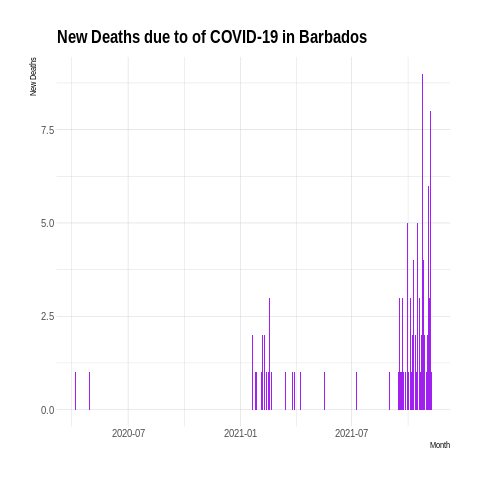 New Deaths due to of COVID-19 in Barbados
New Deaths
7.5
5.0
2.5
0.0
2020-07 2021-01 2021-07
Month